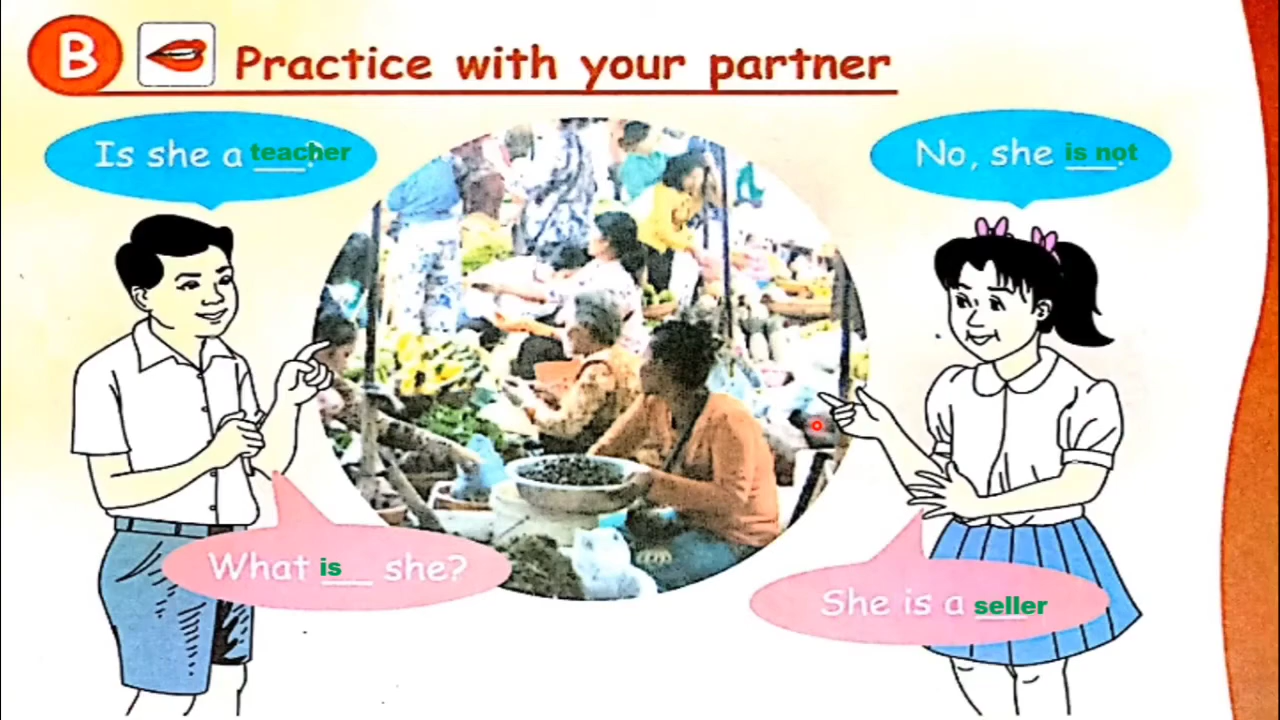 B
Practice with your partner
Is she a teacher?
No, she is not.
What is she?
She is a seller